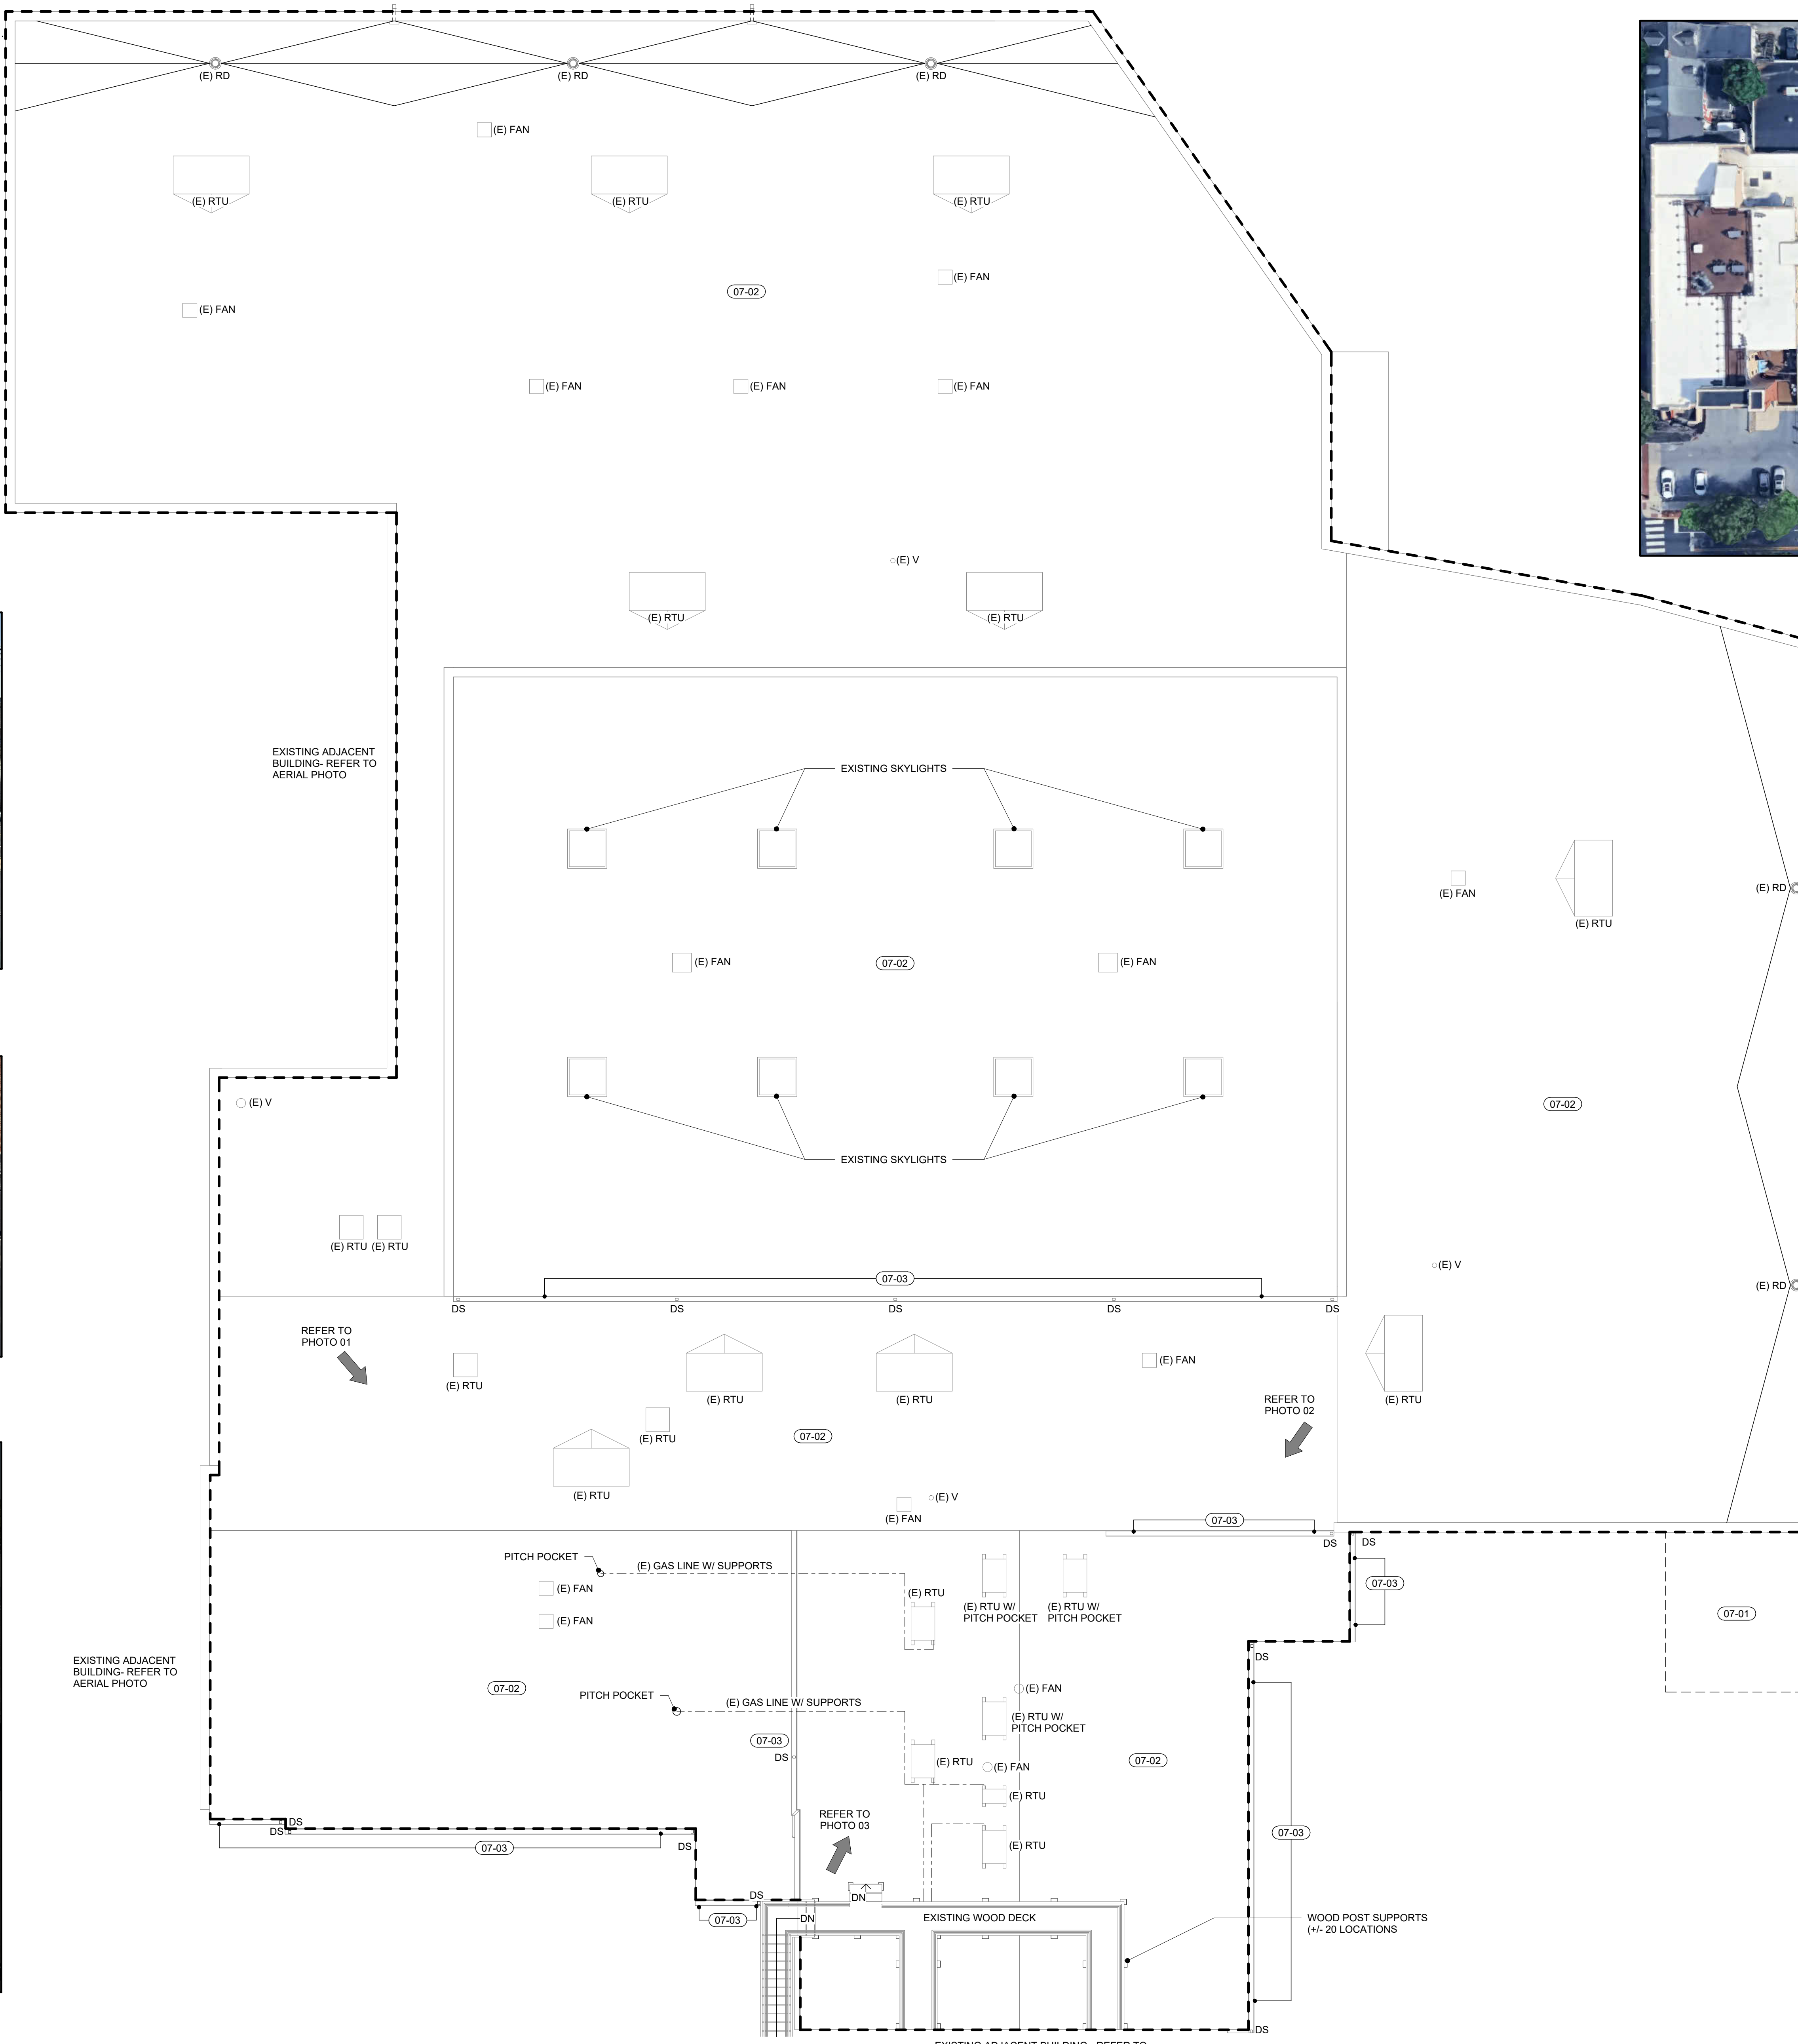 (E) RD
(E) RD
(E) RD
(E) FAN
(E) RTU
(E) RTU
(E) RTU
(E) FAN
07-02
(E) FAN
(E) FAN
(E) FAN
(E) FAN
(E) V
(E) RTU
(E) RTU
EXISTING ADJACENT
BUILDING- REFER TO
AERIAL PHOTO
EXISTING SKYLIGHTS
(E) FAN
(E) RTU
(E) RD
(E) FAN
07-02
(E) FAN
(E) V
07-02
EXISTING SKYLIGHTS
(E) RTU
(E) RTU
(E) V
07-03
(E) RD
DS
DS
DS
DS
DS
REFER TO
PHOTO 01
(E) FAN
(E) RTU
(E) RTU
(E) RTU
(E) RTU
REFER TO
PHOTO 02
(E) RTU
07-02
(E) RTU
(E) V
(E) FAN
07-03
DS
DS
PITCH POCKET
(E) GAS LINE W/ SUPPORTS
(E) FAN
(E) RTU
07-03
(E) RTU W/
PITCH POCKET
(E) RTU W/
PITCH POCKET
07-01
(E) FAN
DS
EXISTING ADJACENT
BUILDING- REFER TO
AERIAL PHOTO
07-02
PITCH POCKET
(E) GAS LINE W/ SUPPORTS
(E) FAN
(E) RTU W/
PITCH POCKET
07-03
DS
(E) RTU
(E) FAN
07-02
(E) RTU
DS
DS
REFER TO
PHOTO 03
07-03
07-03
DS
(E) RTU
DS
07-03
DN
DN
EXISTING WOOD DECK
WOOD POST SUPPORTS
(+/- 20 LOCATIONS
DS